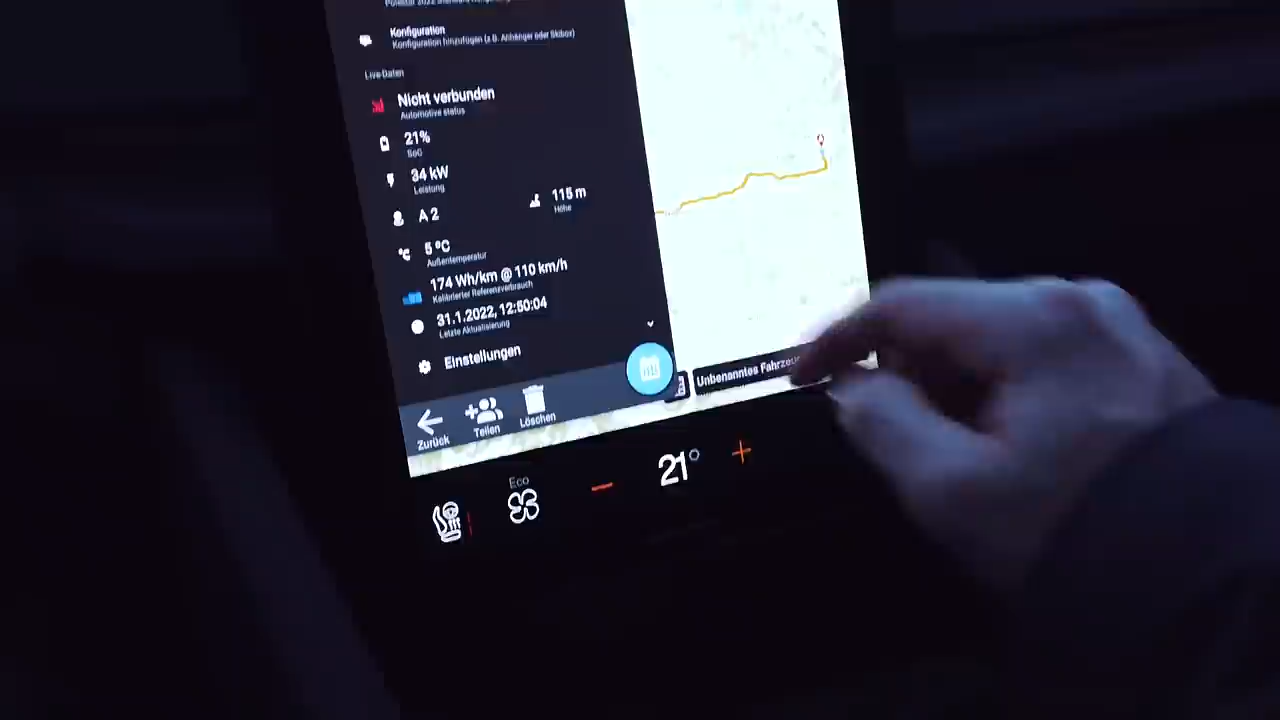 Konfiguration
Konfiguration hinzufügen (z.B. Anhänger oder Skibox)
Live-Daten
Nicht verbunden
Automotive status
21%
SoC
34 kW
Leistung
A 2
115 m
Höhe
5 °C
Außentemperatur
174 Wh/km @ 110 km/h
Kalibrierter Referenzverbrauch
31.1.2022, 12:50:04
Letzte Aktualisierung
Einstellungen
Zurück
Teilen
Löschen
Unbenanntes
Eco
21°